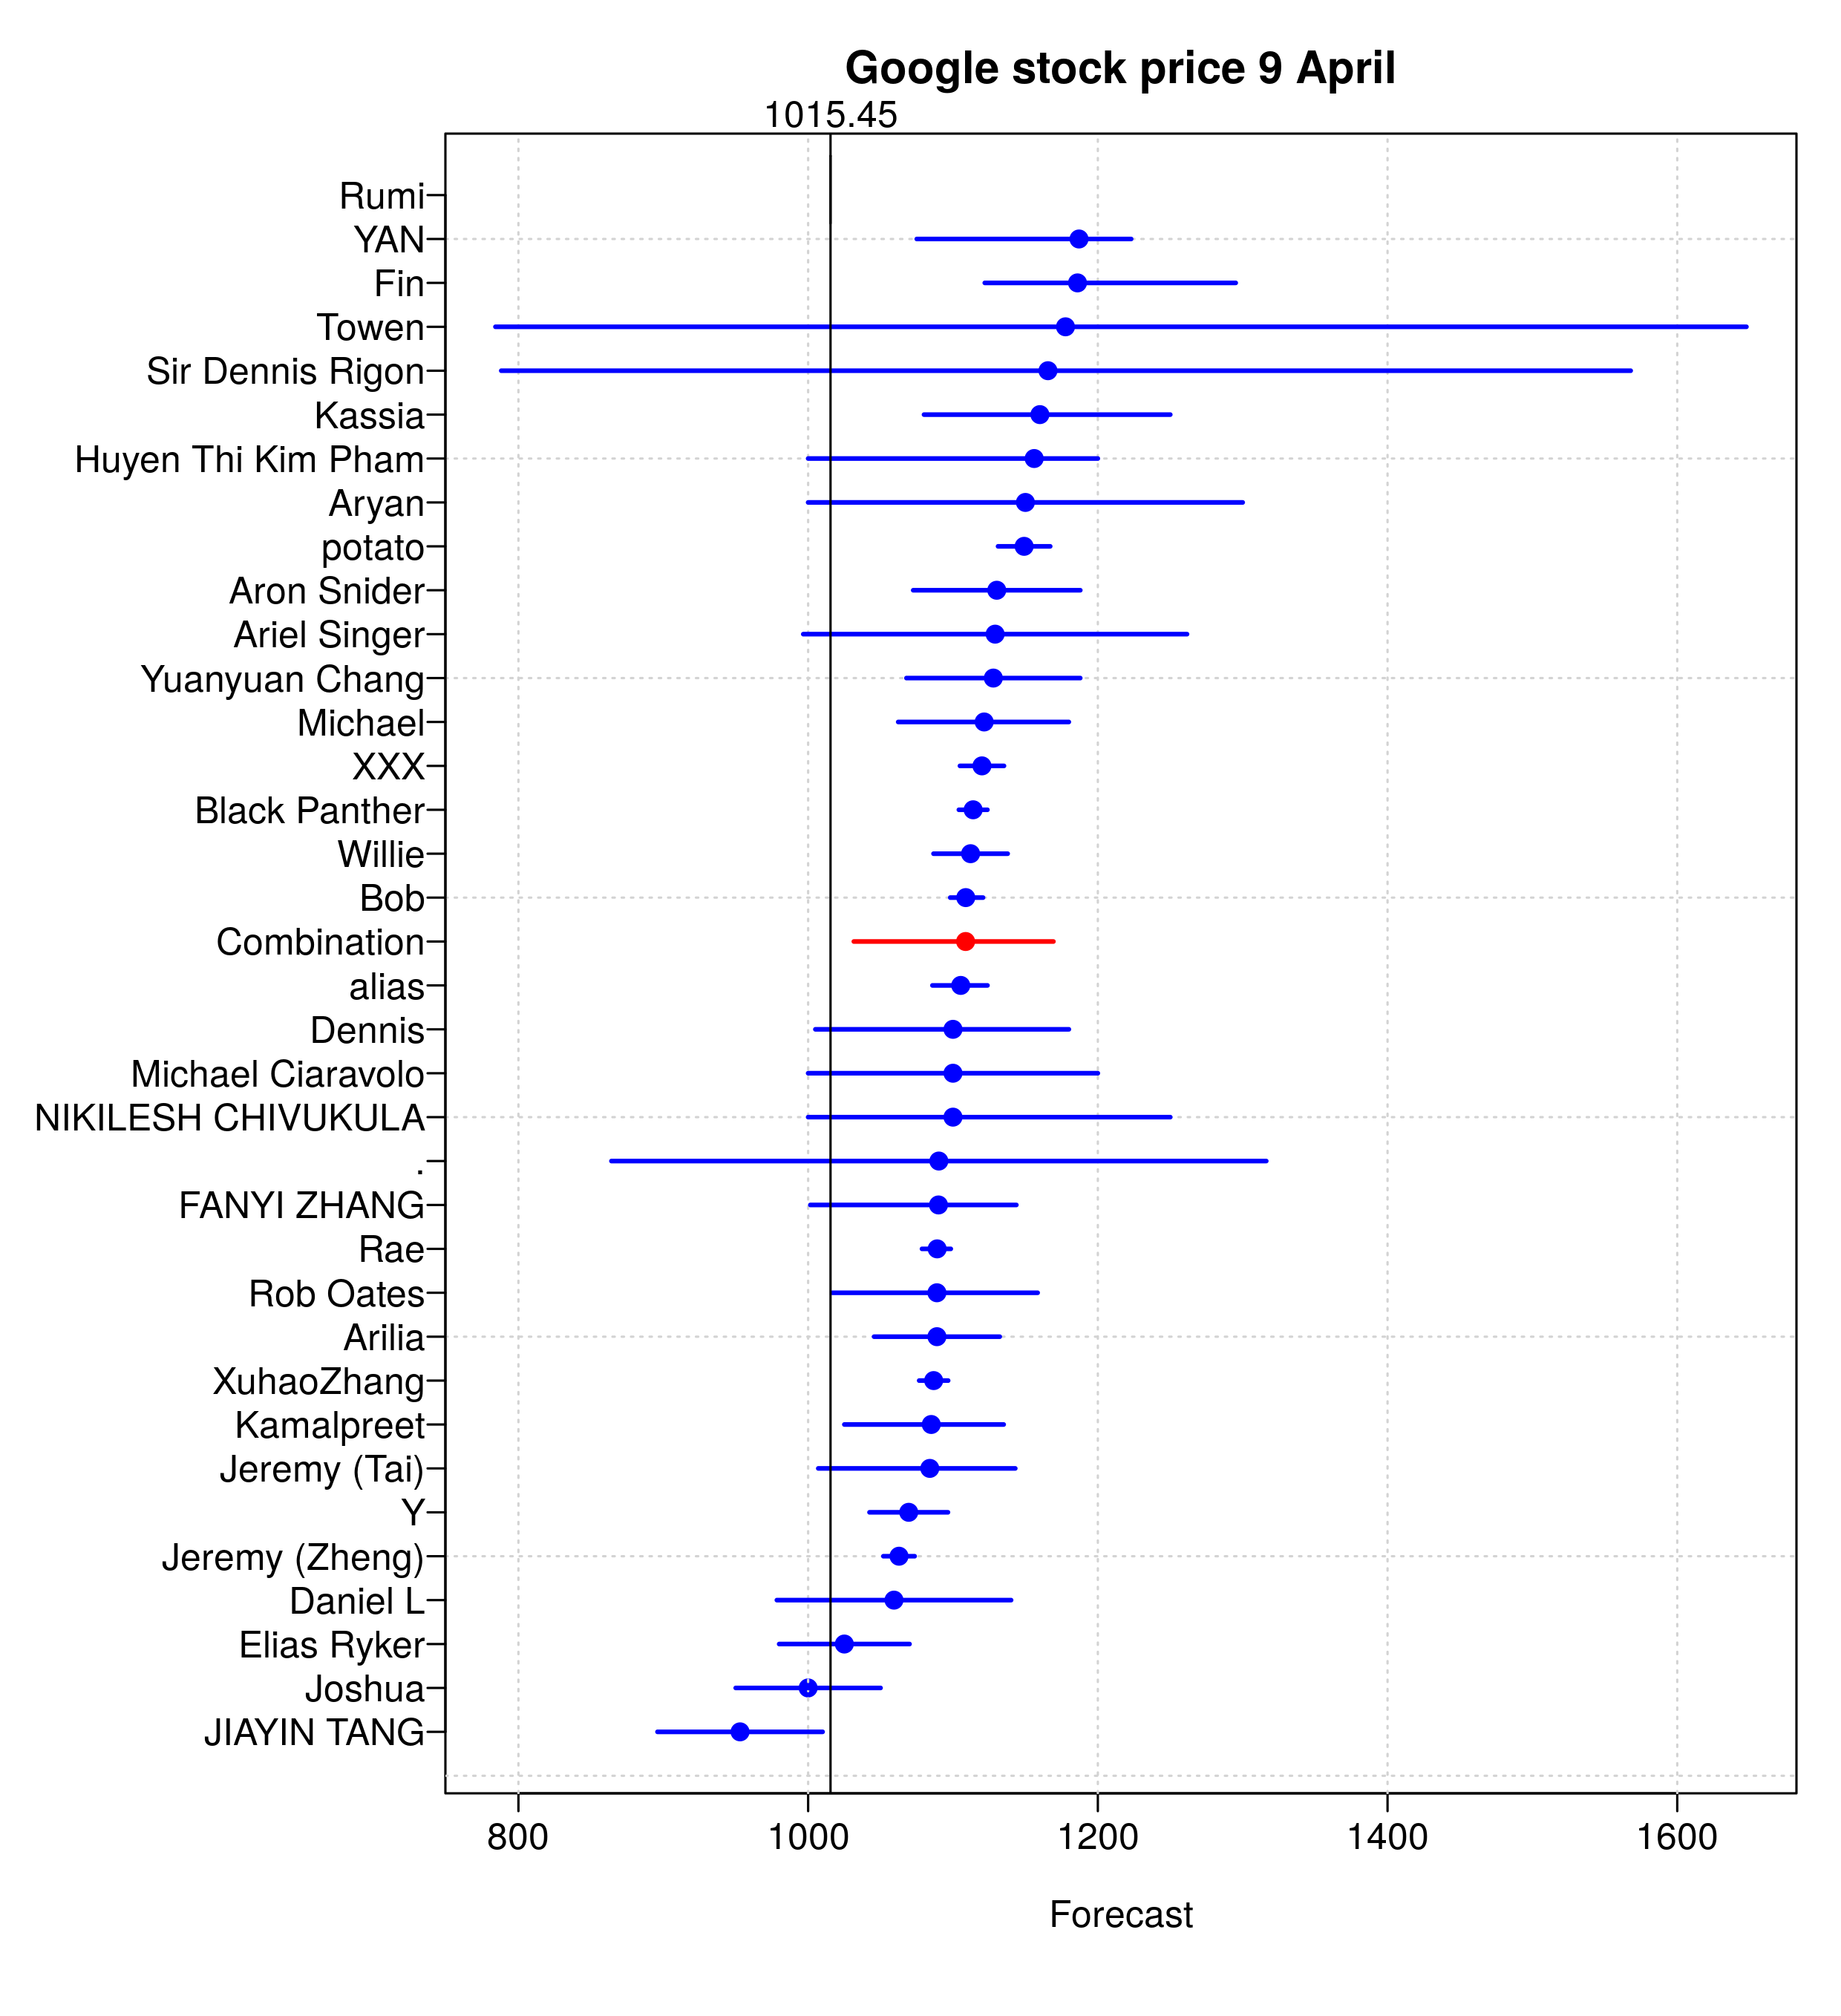 Google stock price 9 April
1015.45
Rumi
YAN
Fin
Towen
Sir Dennis Rigon
Kassia
Huyen Thi Kim Pham
Aryan
potato
Aron Snider
Ariel Singer
Yuanyuan Chang
Michael
XXX
Black Panther
Willie
Bob
Combination
alias
Dennis
Michael Ciaravolo
NIKILESH CHIVUKULA
.
FANYI ZHANG
Rae
Rob Oates
Arilia
XuhaoZhang
Kamalpreet
Jeremy (Tai)
Y
Jeremy (Zheng)
Daniel L
Elias Ryker
Joshua
JIAYIN TANG
800 1000 1200 1400 1600
Forecast